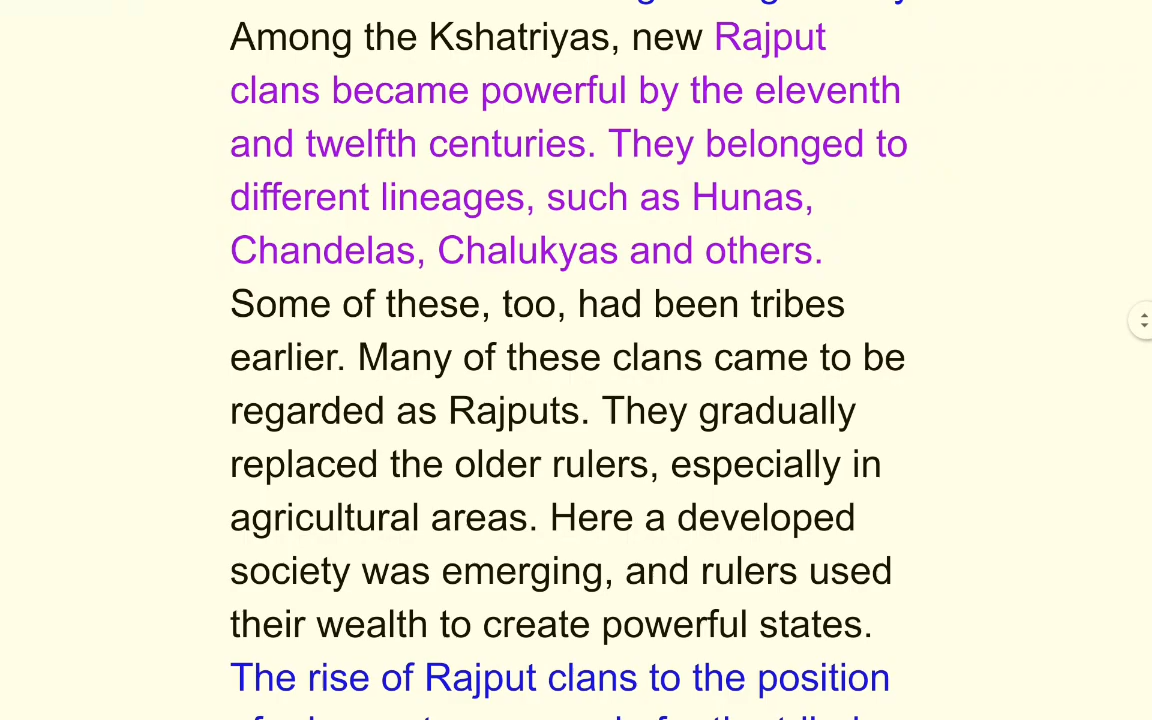 Among the Kshatriyas, new Rajput
clans became powerful by the eleventh
and twelfth centuries. They belonged to
different lineages, such as Hunas,
Chandelas, Chalukyas and others.
Some of these, too, had been tribes
earlier. Many of these clans came to be
regarded as Rajputs. They gradually
replaced the older rulers, especially in
agricultural areas. Here a developed
society was emerging, and rulers used
their wealth to create powerful states.
The rise of Rajput clans to the position